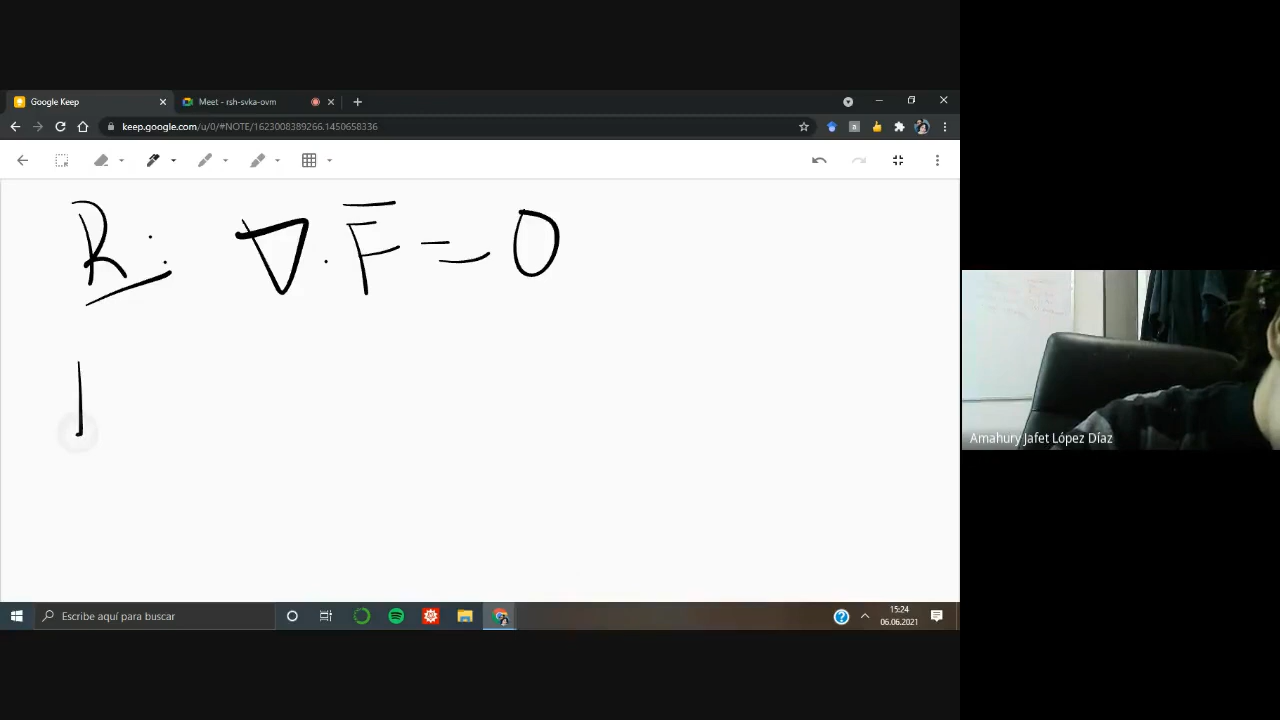 Google Keep
Meet - rsh-svka-ovm
keep.google.com/u/0/#NOTE/1623008389266.1450658336
R: ∇·F̅ = 0
Amahury Jafet López Díaz
Escribe aquí para buscar
15:24
06.06.2021